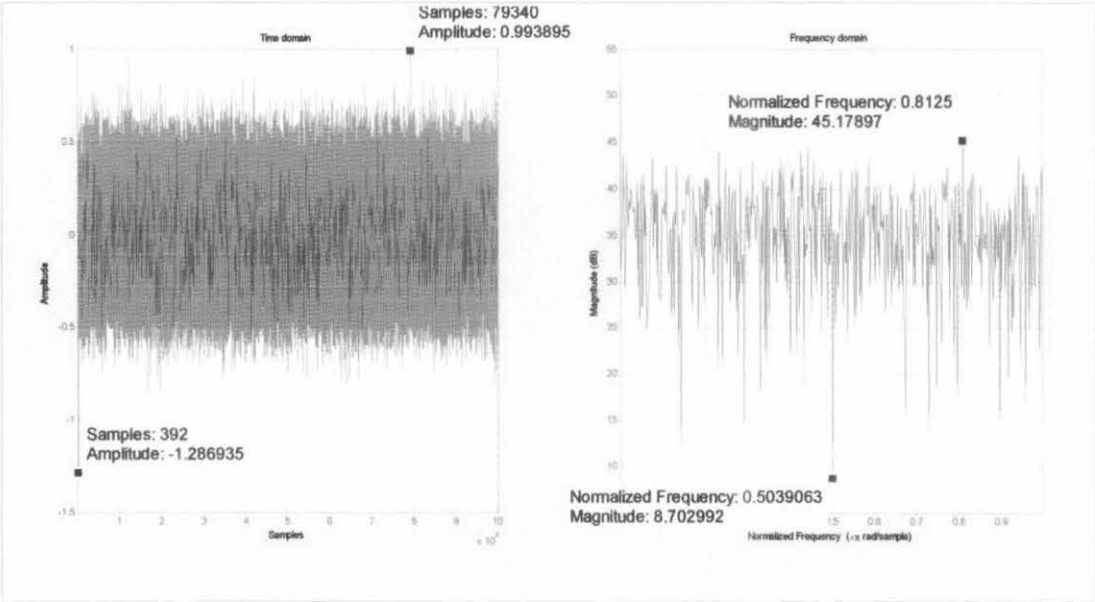 Samples: 79340
Amplitude: 0.993895
Time domain
1
0.5
0
-0.5
-1
-1.5
Amplitude
Samples: 392
Amplitude: -1.286935
1 2 3 4 5 6 7 8 9 10
Samples
Frequency domain
55
50
45
40
35
30
25
20
15
10
Magnitude (dB)
Normalized Frequency: 0.8125
Magnitude: 45.17897
Normalized Frequency: 0.5039063
Magnitude: 8.702992
0.6 0.7 0.8 0.9
Normalized Frequency (×π rad/sample)